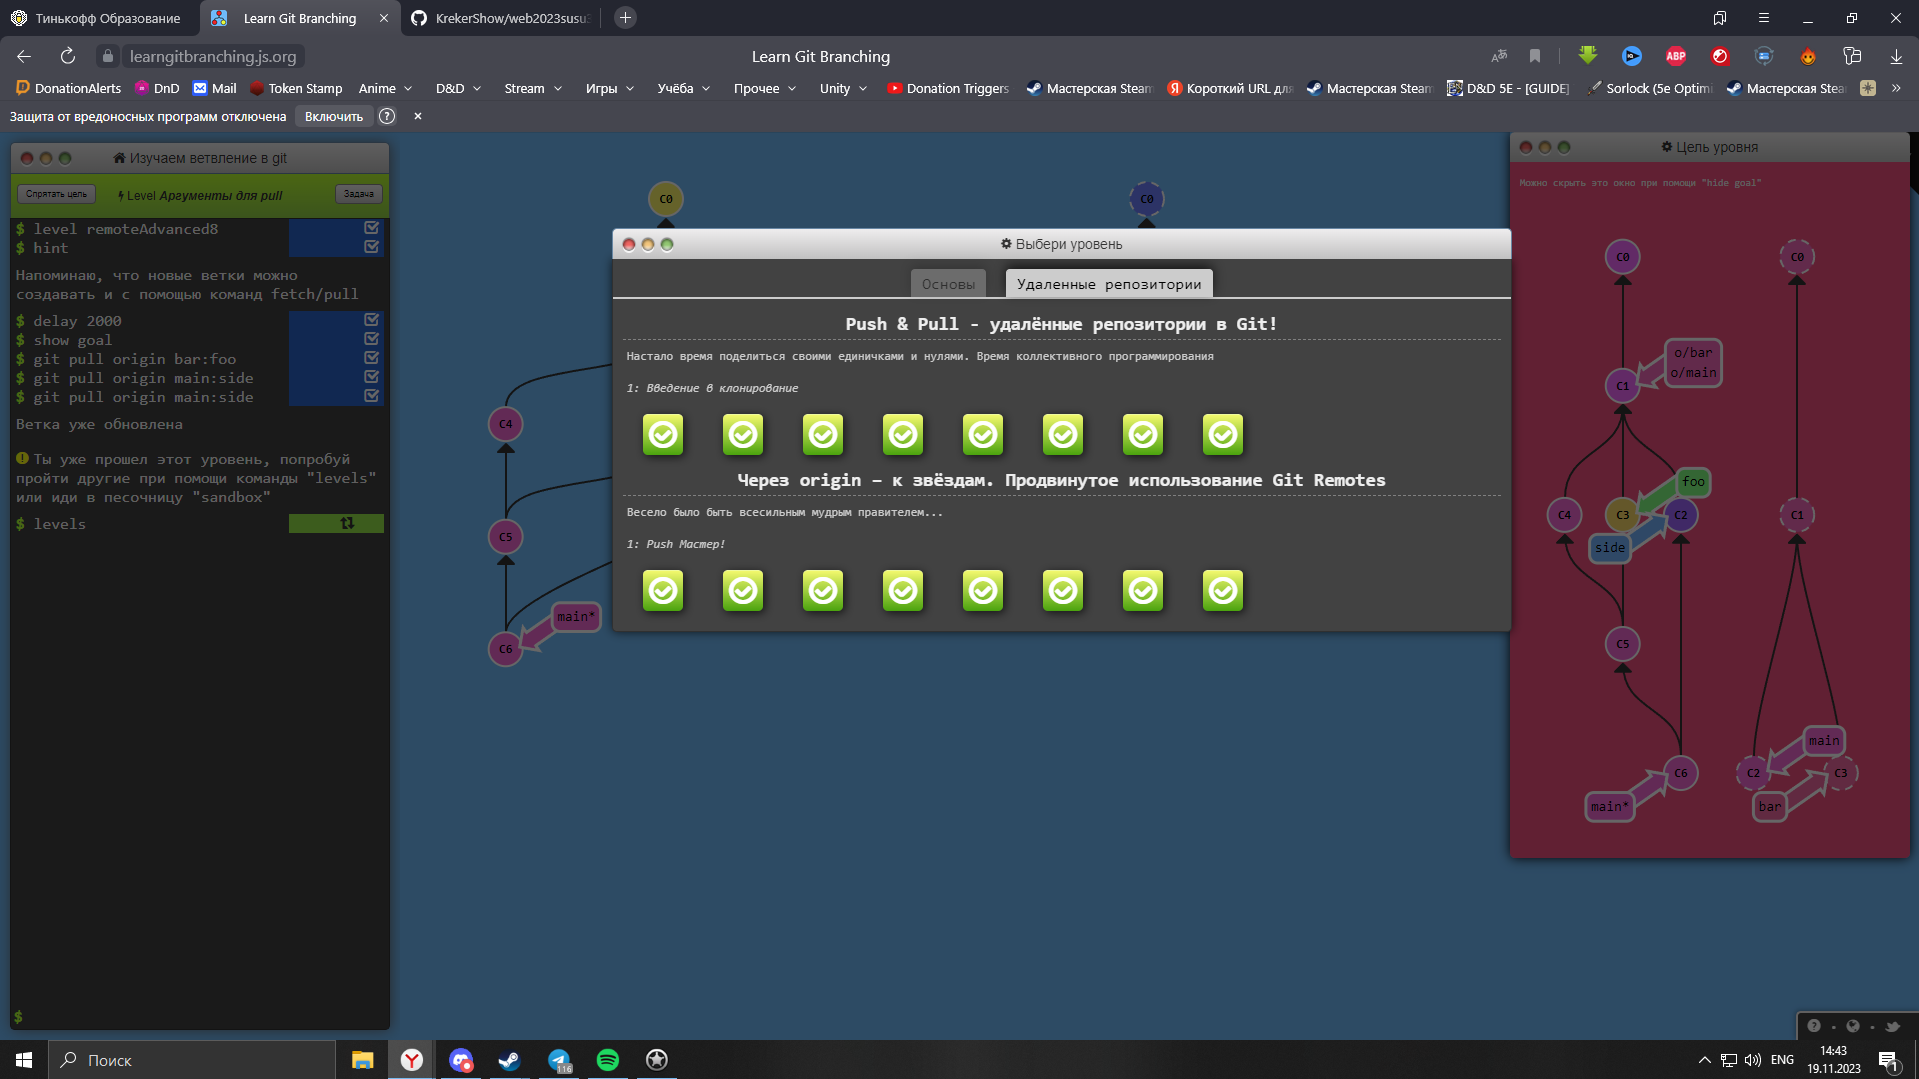 Тинькофф Образование
Learn Git Branching
KrekerShow/web2023susu
learngitbranching.js.org
Learn Git Branching
ABP
DonationAlerts
DnD
Mail
Token Stamp
Anime
D&D
Stream
Игры
Учёба
Прочее
Unity
Donation Triggers
Мастерская Steam
Короткий URL для
Мастерская Steam
D&D 5E - [GUIDE]
Sorlock (5e Optimi
Мастерская Steam
Защита от вредоносных программ отключена
Включить
Изучаем ветвление в git
Спрятать цель
Level Аргументы для pull
Задача
$ level remoteAdvanced8
$ hint
Напоминаю, что новые ветки можно
создавать и с помощью команд fetch/pull
$ delay 2000
$ show goal
$ git pull origin bar:foo
$ git pull origin main:side
$ git pull origin main:side
Ветка уже обновлена
Ты уже прошел этот уровень, попробуй
пройти другие при помощи команды "levels"
или иди в песочницу "sandbox"
$ levels
$
C0
C0
C4
C5
main*
C6
Выбери уровень
Основы
Удаленные репозитории
Push & Pull - удалённые репозитории в Git!
Настало время поделиться своими единичками и нулями. Время коллективного программирования
1: Введение в клонирование
Через origin – к звёздам. Продвинутое использование Git Remotes
Весело было быть всесильным мудрым правителем...
1: Push Мастер!
Цель уровня
Можно скрыть это окно при помощи "hide goal"
C0
C0
o/bar
o/main
C1
foo
C4
C3
C2
C1
side
C5
main
C6
C2
C3
main*
bar
Поиск
116
ENG
14:43
19.11.2023
1